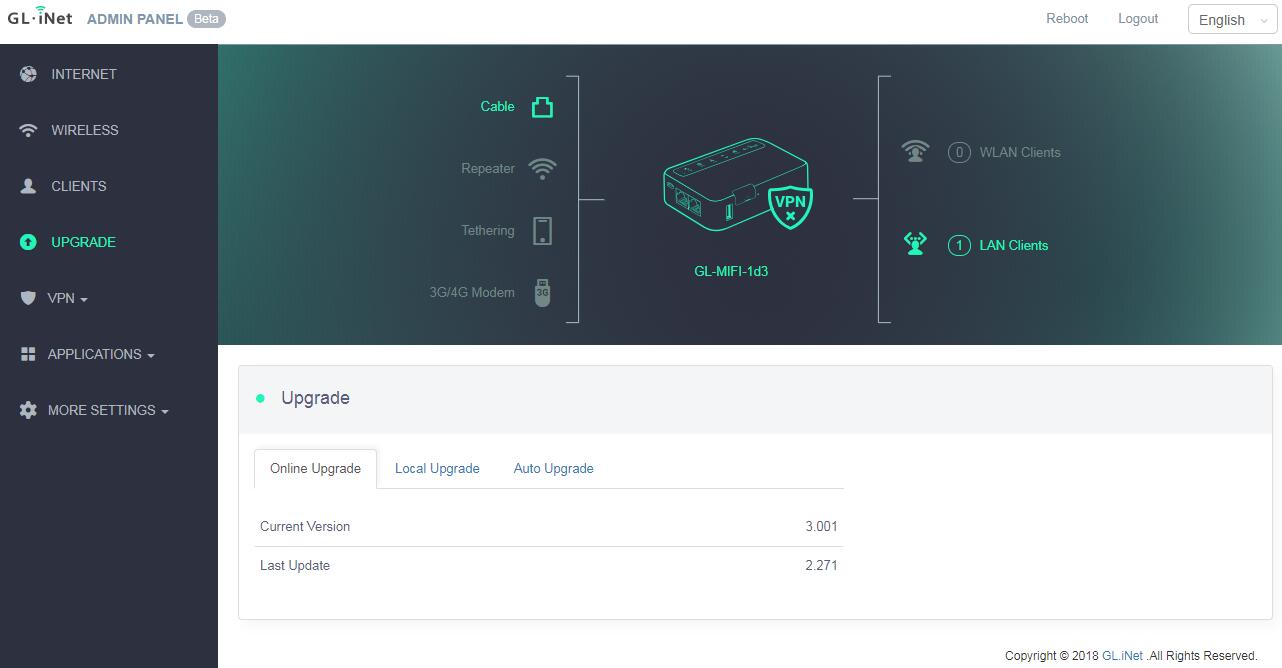 GL·iNet ADMIN PANEL Beta
Reboot Logout English
INTERNET
WIRELESS
CLIENTS
UPGRADE
VPN
APPLICATIONS
MORE SETTINGS
Cable
Repeater
Tethering
3G/4G Modem 3G
VPN
GL-MIFI-1d3
0 WLAN Clients
1 LAN Clients
Upgrade
Online Upgrade Local Upgrade Auto Upgrade
Current Version 3.001
Last Update 2.271
Copyright © 2018 GL.iNet .All Rights Reserved.